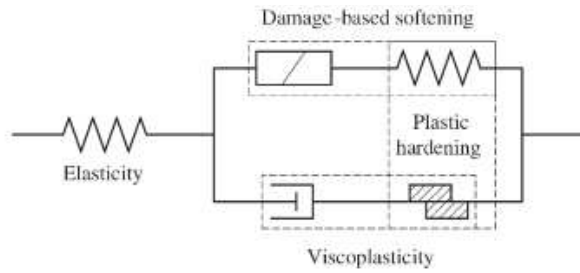 Damage-based softening
Plastic
hardening
Elasticity
Viscoplasticity